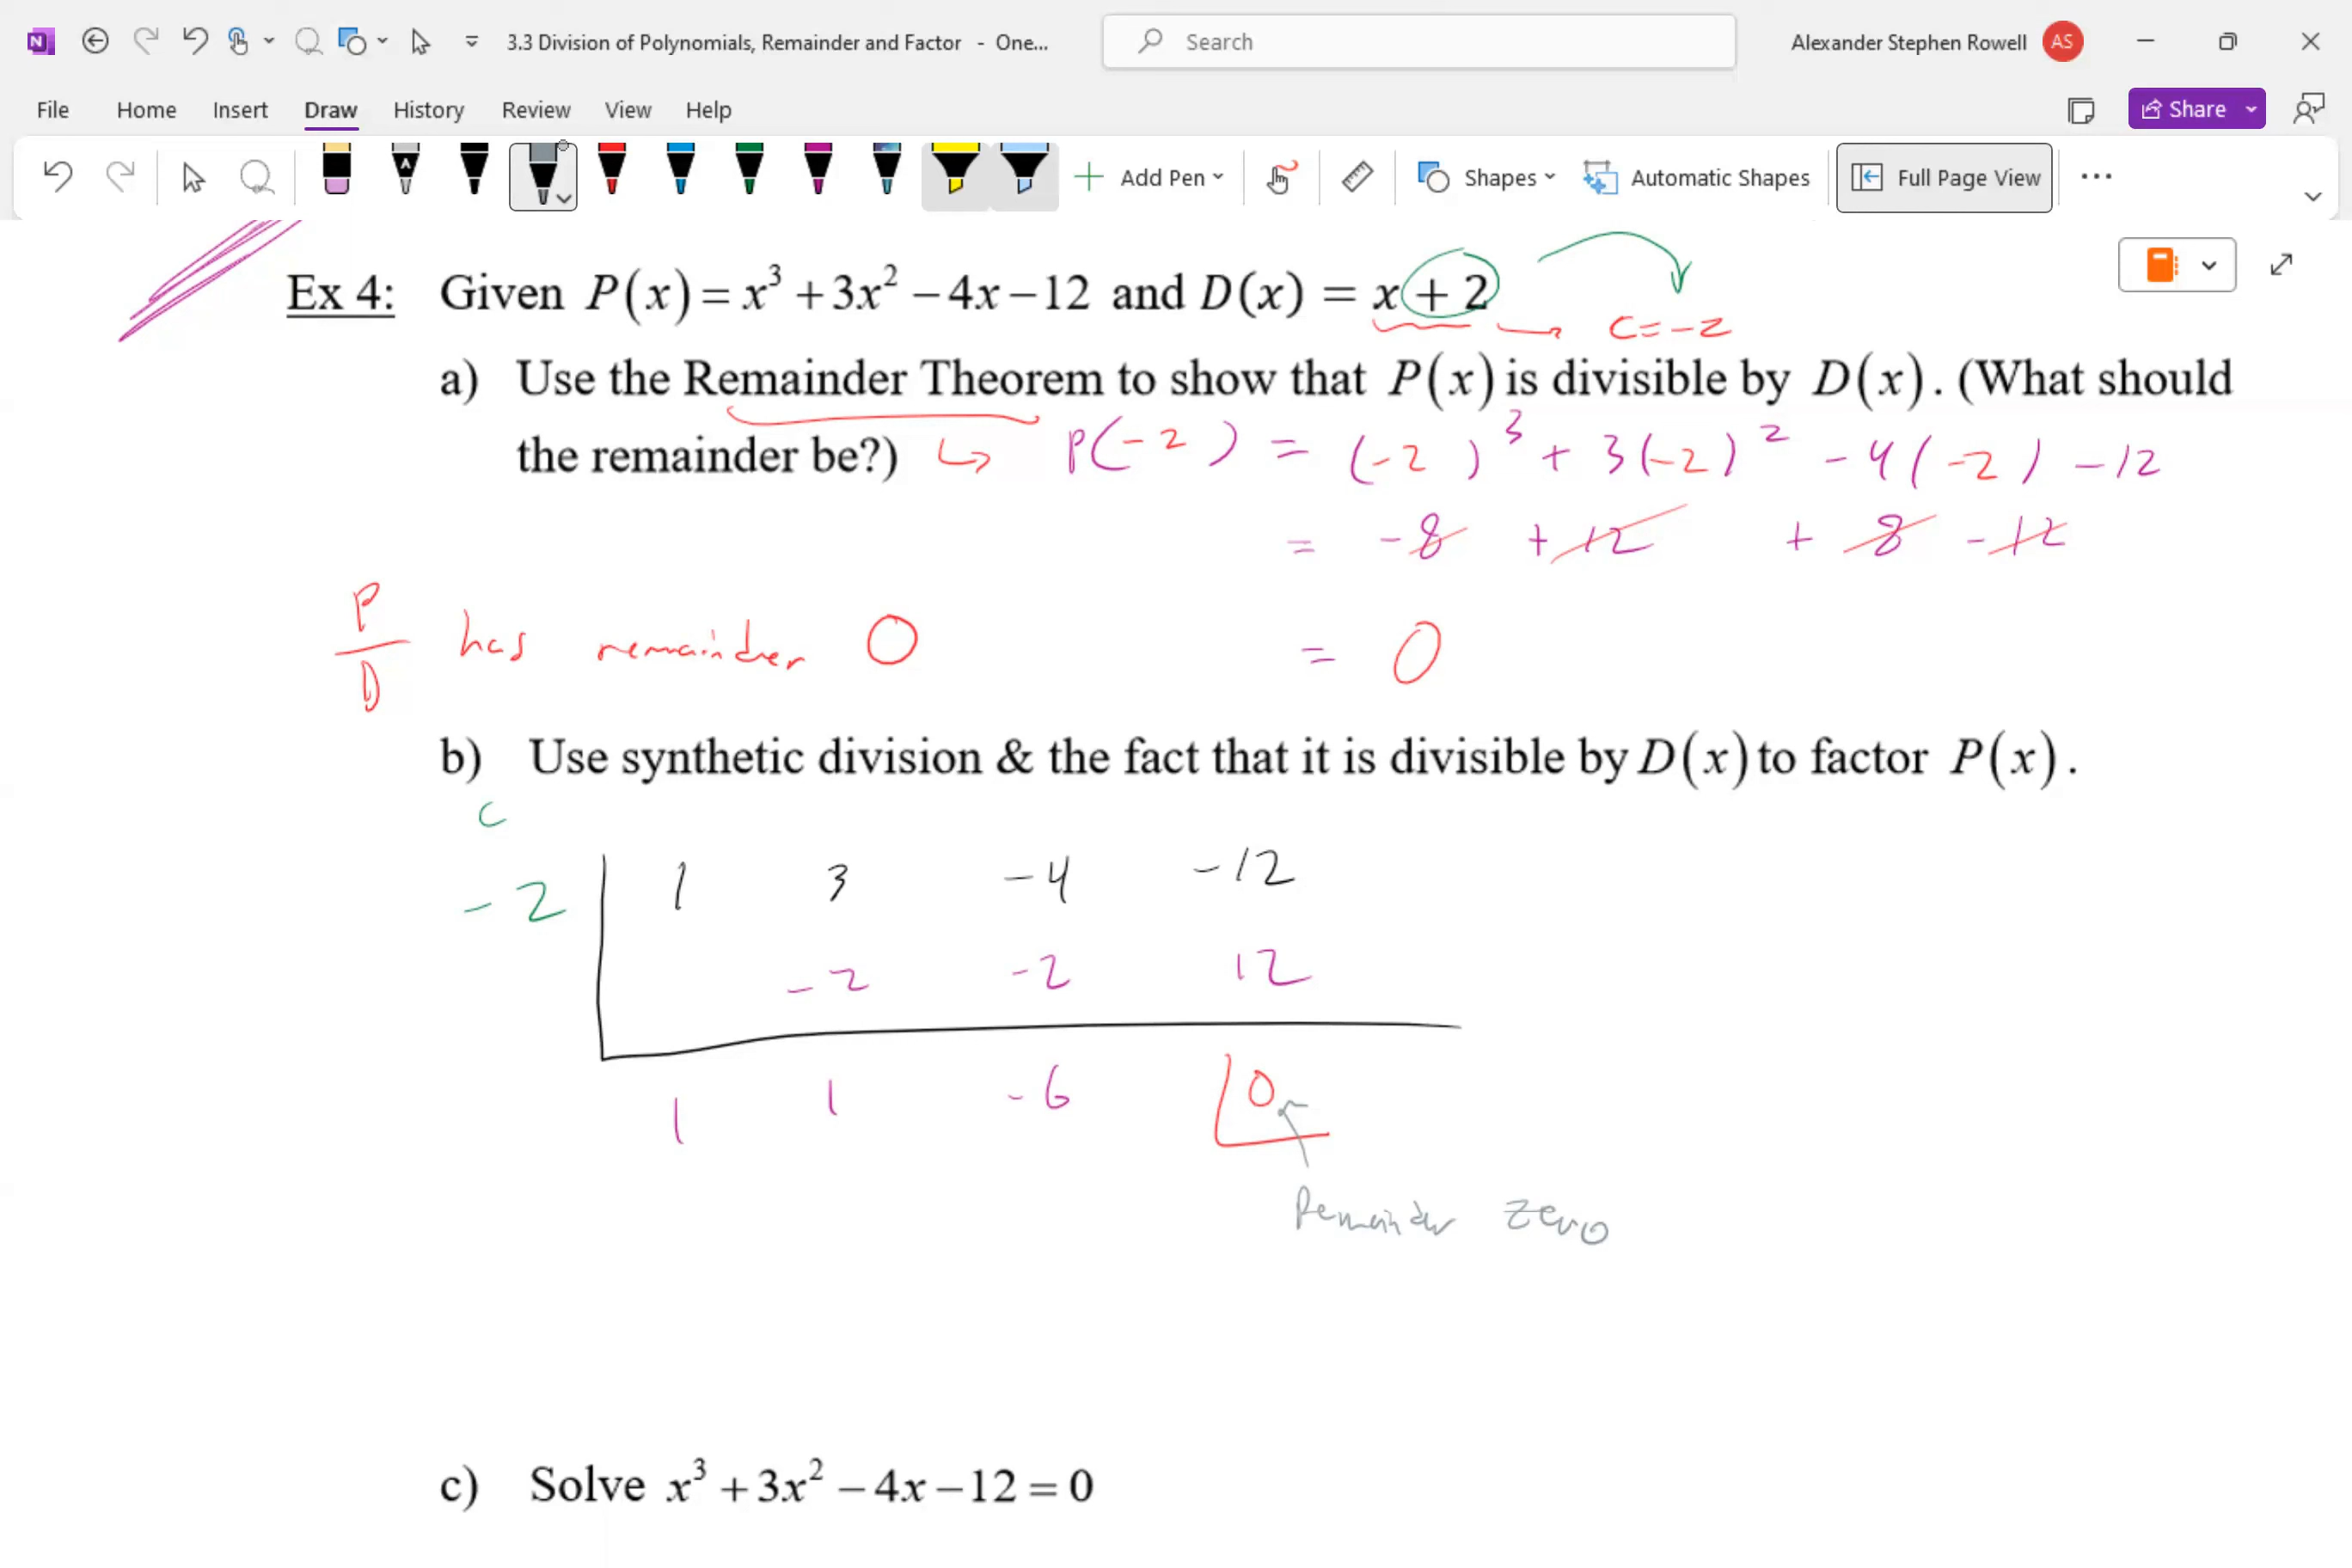 3.3 Division of Polynomials, Remainder and Factor - One...
Search
Alexander Stephen Rowell AS
File Home Insert Draw History Review View Help
Share
A
Add Pen
Shapes
Automatic Shapes
Full Page View
Ex 4: Given P(x) = x³ + 3x² − 4x − 12 and D(x) = x + 2
c = -2
a) Use the Remainder Theorem to show that P(x) is divisible by D(x). (What should
the remainder be?) ↳ P(-2) = (-2)³ + 3(-2)² - 4(-2) - 12
= -8 + 12 + 8 - 12
P/D has remainder 0
= 0
b) Use synthetic division & the fact that it is divisible by D(x) to factor P(x).
c
-2 | 1 3 -4 -12
-2 -2 12
1 1 -6 0
Remainder zero
c) Solve x³ + 3x² − 4x − 12 = 0